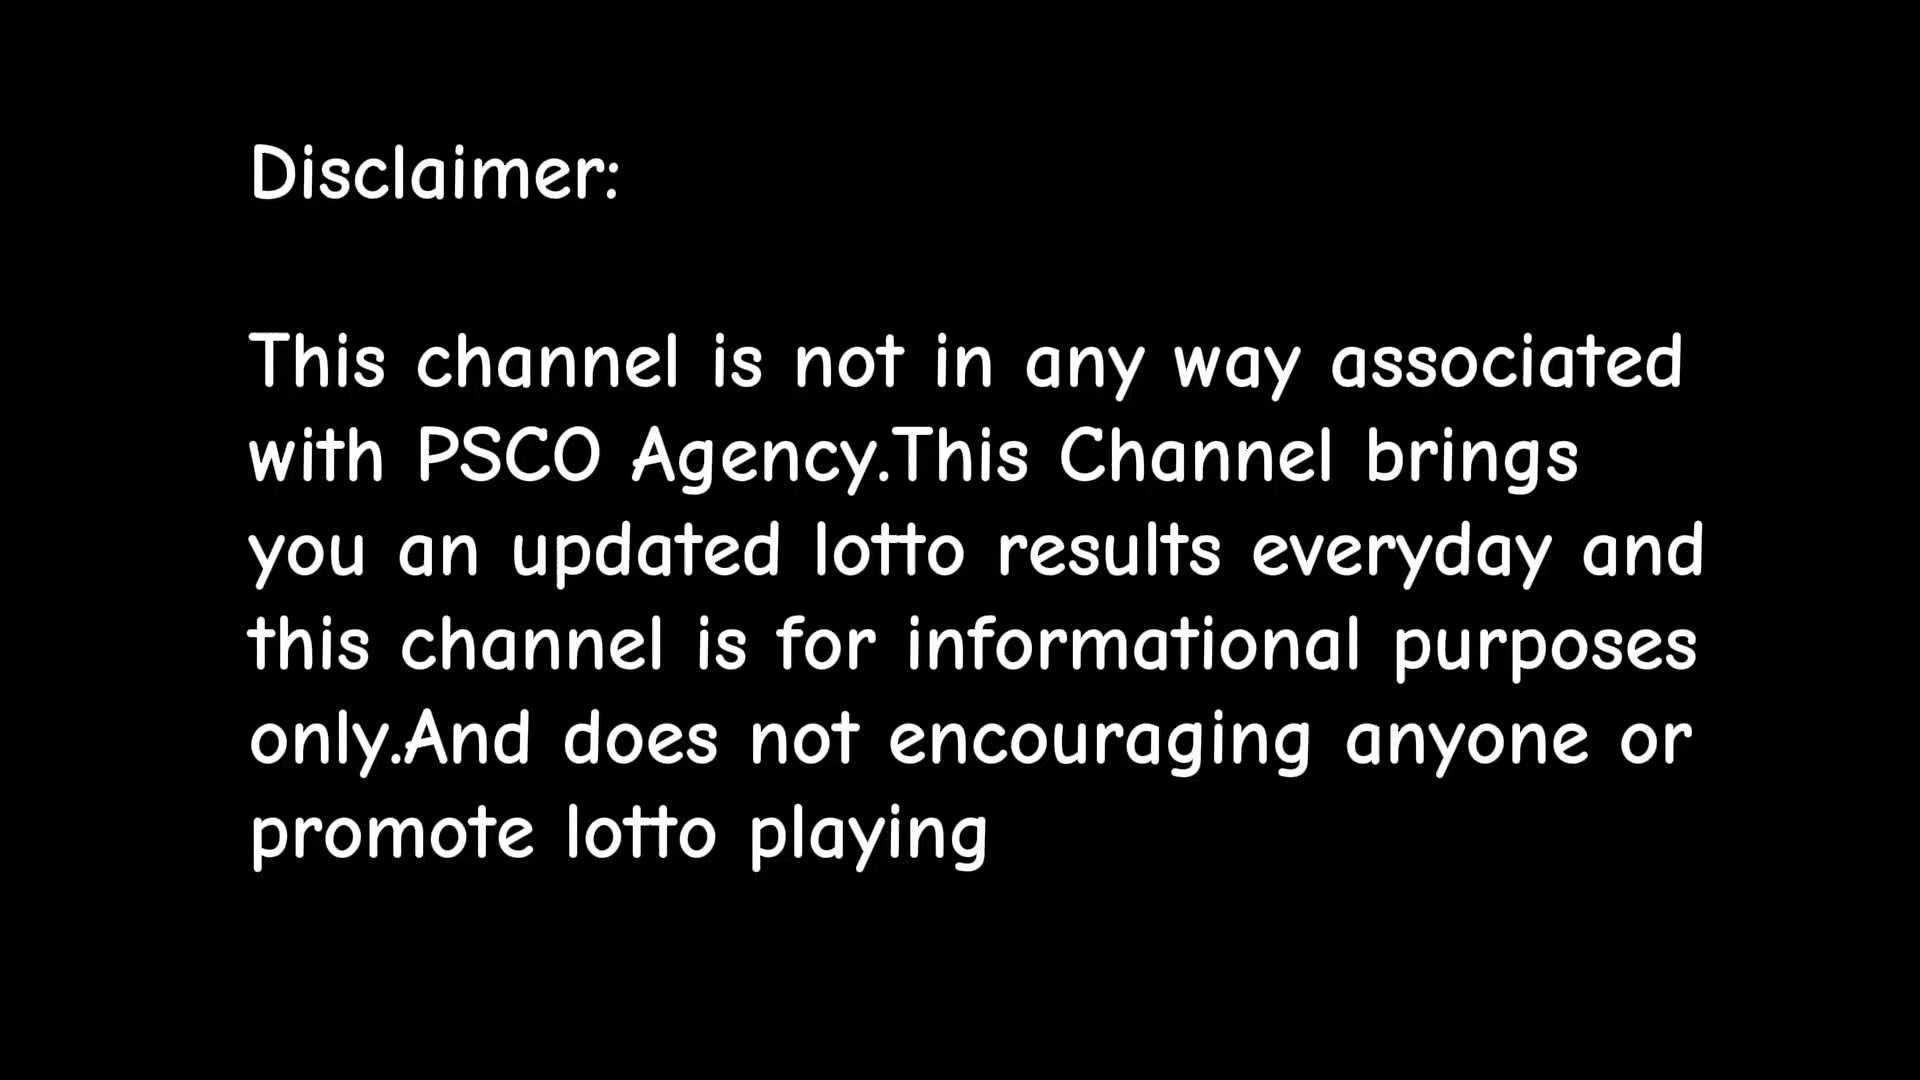 Disclaimer:
This channel is not in any way associated
with PSCO Agency.This Channel brings
you an updated lotto results everyday and
this channel is for informational purposes
only.And does not encouraging anyone or
promote lotto playing